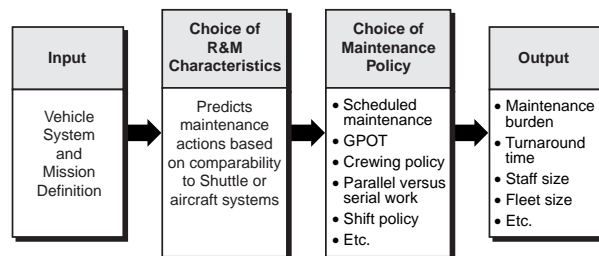 Input
Vehicle
System
and
Mission
Definition
Choice of
R&M
Characteristics
Predicts
maintenance
actions based
on comparability
to Shuttle or
aircraft systems
Choice of
Maintenance
Policy
• Scheduled
maintenance
• GPOT
• Crewing policy
• Parallel versus
serial work
• Shift policy
• Etc.
Output
• Maintenance
burden
• Turnaround
time
• Staff size
• Fleet size
• Etc.